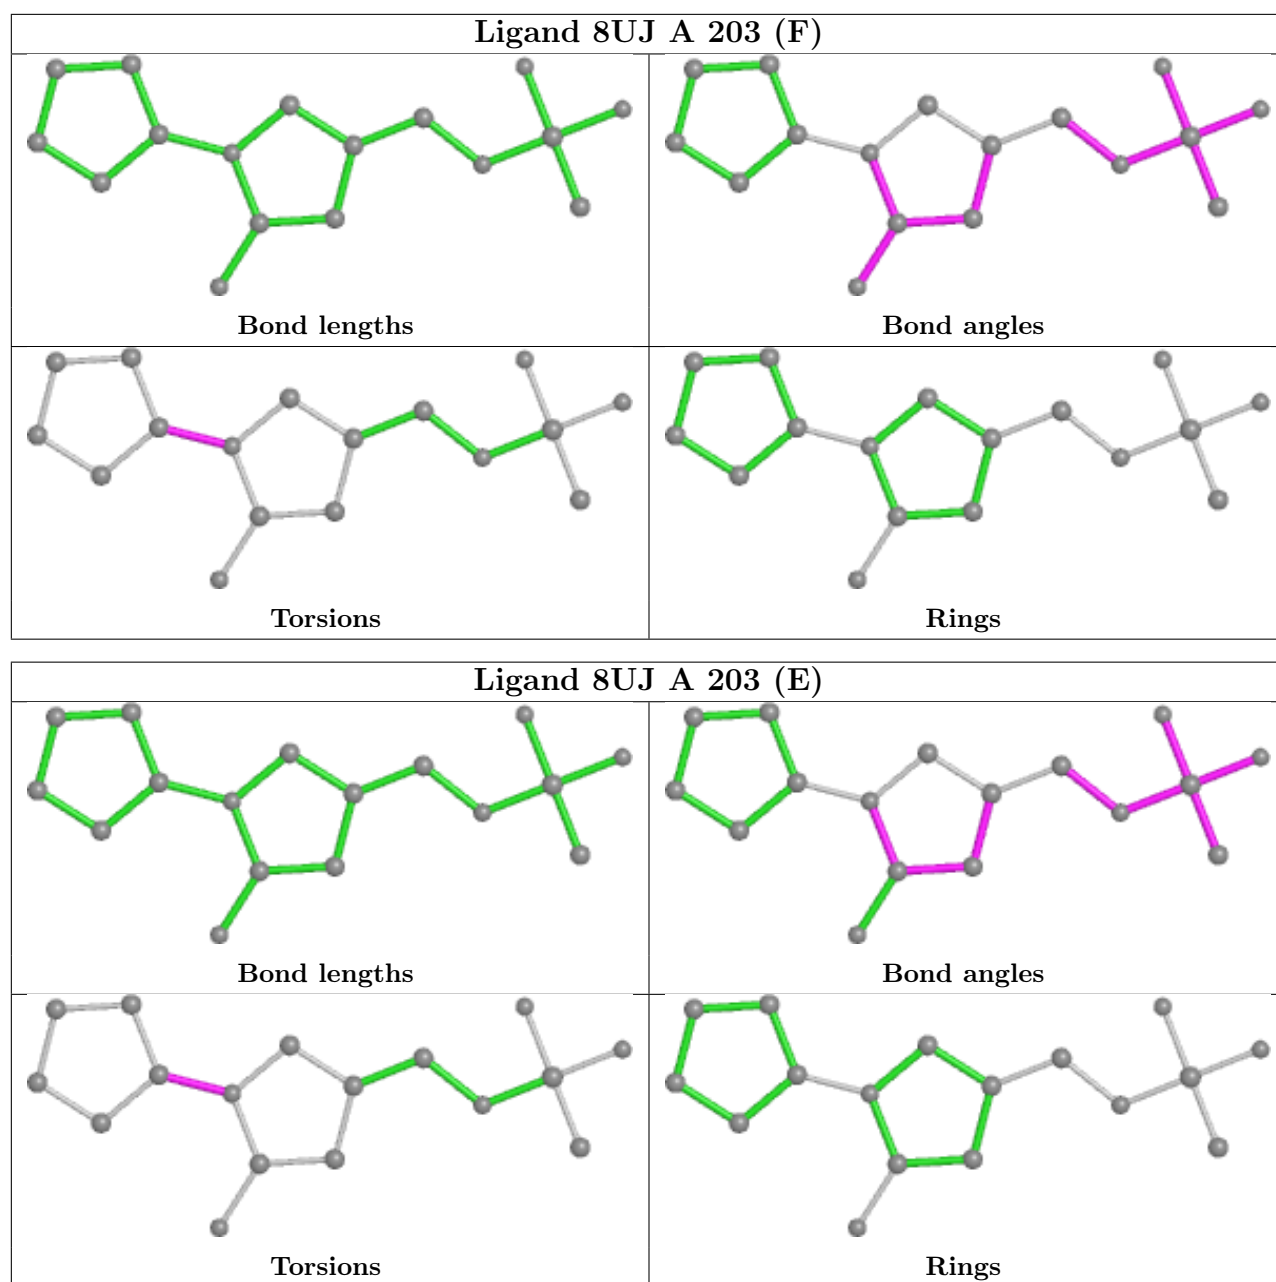 Ligand 8UJ A 203 (F)
Bond lengths
Bond angles
Torsions
Rings
Ligand 8UJ A 203 (E)
Bond lengths
Bond angles
Torsions
Rings